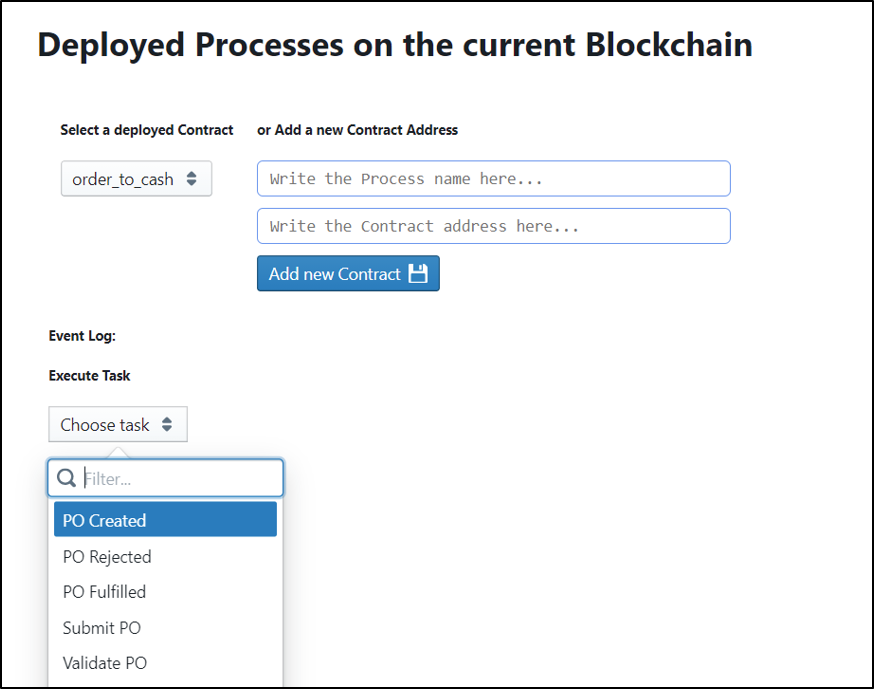 Deployed Processes on the current Blockchain
Select a deployed Contract or Add a new Contract Address
order_to_cash Write the Process name here...
Write the Contract address here...
Add new Contract
Event Log:
Execute Task
Choose task
Filter...
PO Created
PO Rejected
PO Fulfilled
Submit PO
Validate PO